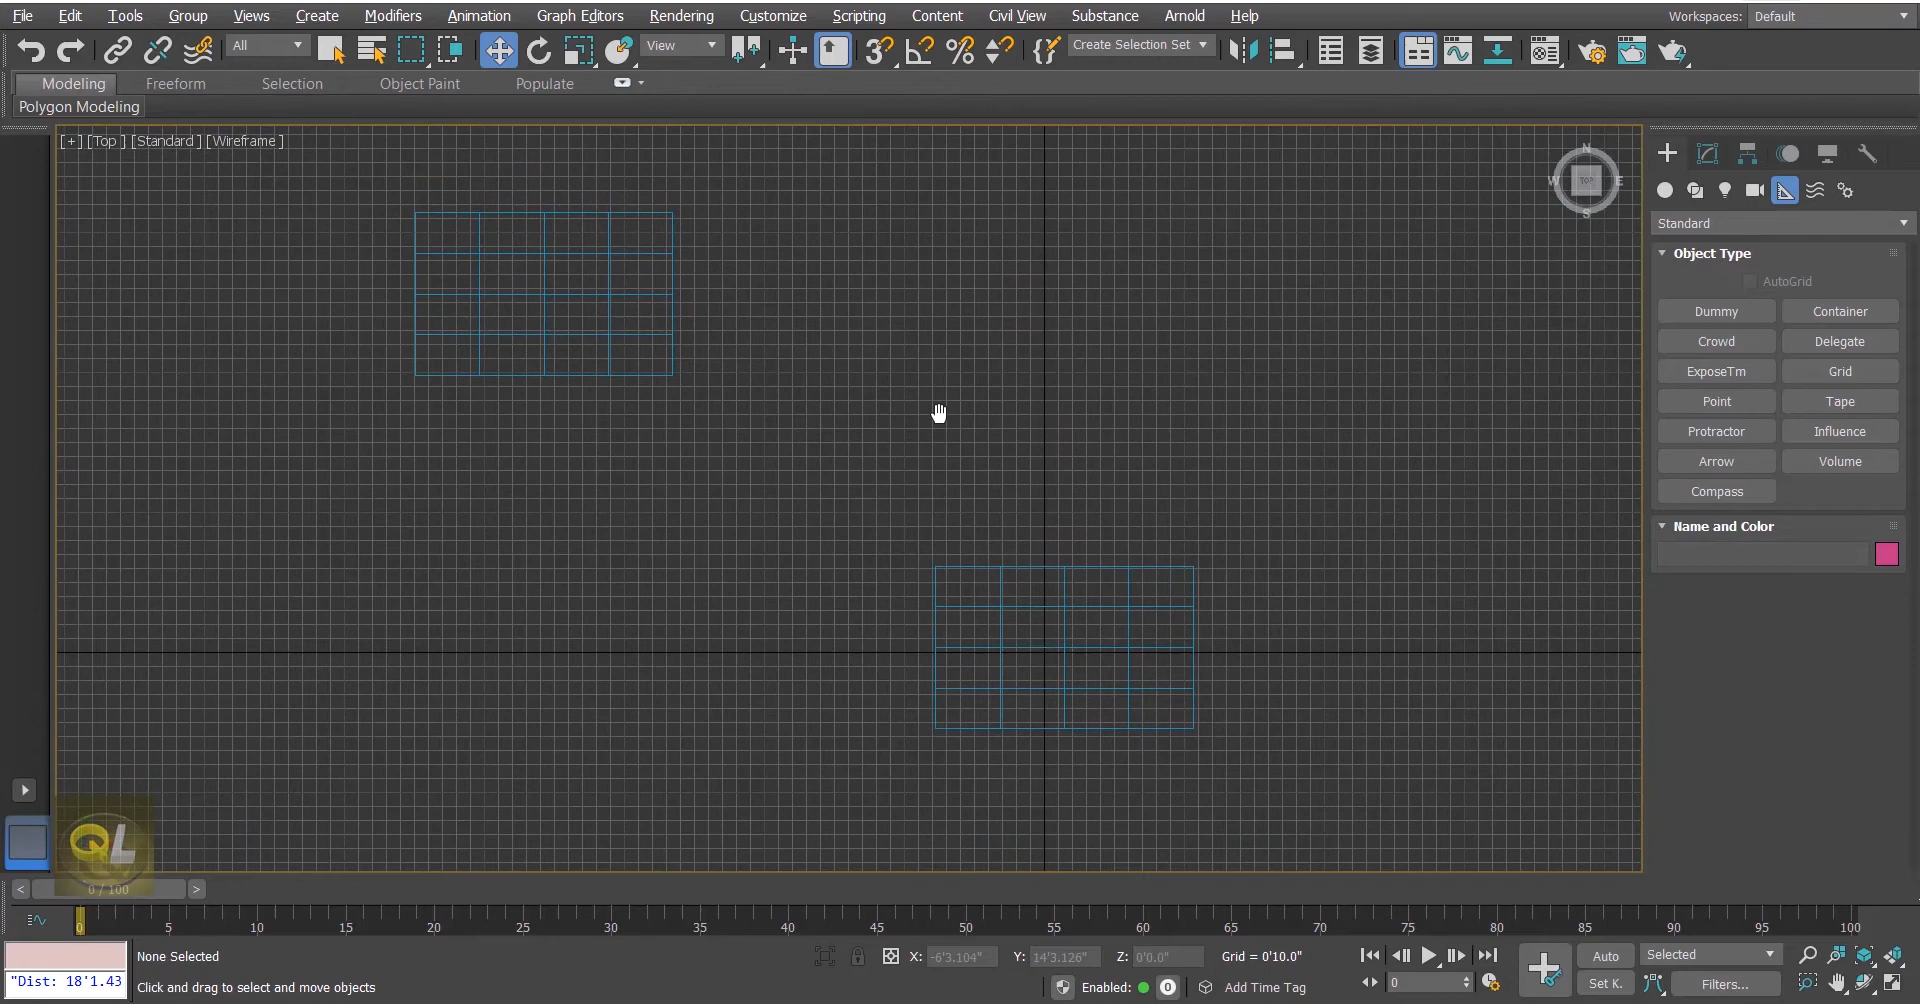 File Edit Tools Group Views Create Modifiers Animation Graph Editors Rendering Customize Scripting Content Civil View Substance Arnold Help Workspaces: Default
All View Create Selection Set
Modeling Freeform Selection Object Paint Populate
Polygon Modeling
[+] [Top ] [Standard ] [Wireframe ]
N
W TOP E
S
Standard
Object Type
AutoGrid
Dummy Container
Crowd Delegate
ExposeTm Grid
Point Tape
Protractor Influence
Arrow Volume
Compass
Name and Color
QL
< 0 / 100 >
0 5 10 15 20 25 30 35 40 45 50 55 60 65 70 75 80 85 90 95 100
None Selected X: -6'3.104" Y: 14'3.126" Z: 0'0.0" Grid = 0'10.0" Auto Selected
"Dist: 18'1.43 Click and drag to select and move objects Enabled: 0 Add Time Tag 0 Set K. Filters...